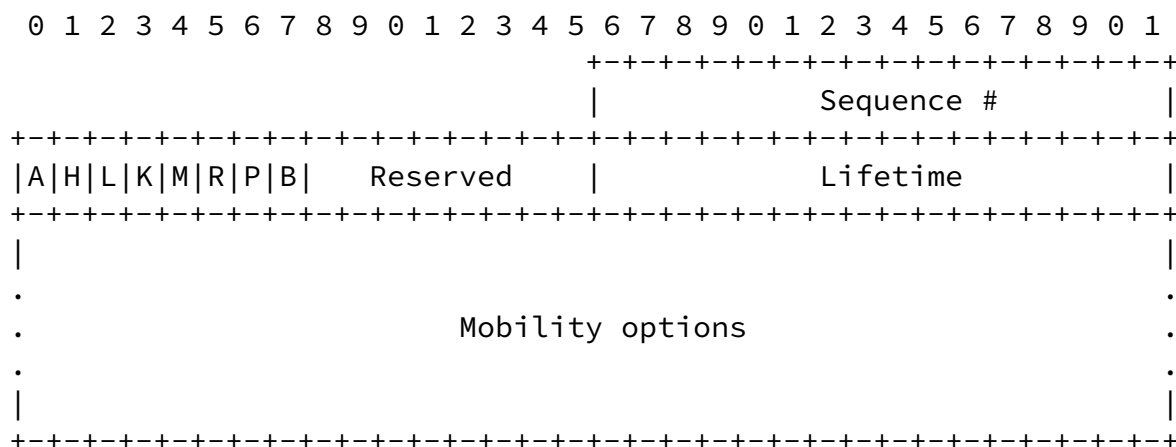 0 1 2 3 4 5 6 7 8 9 0 1 2 3 4 5 6 7 8 9 0 1 2 3 4 5 6 7 8 9 0 1
                                +-+-+-+-+-+-+-+-+-+-+-+-+-+-+-+-+
                                |            Sequence #         |
+-+-+-+-+-+-+-+-+-+-+-+-+-+-+-+-+-+-+-+-+-+-+-+-+-+-+-+-+-+-+-+-+
|A|H|L|K|M|R|P|B|   Reserved    |            Lifetime           |
+-+-+-+-+-+-+-+-+-+-+-+-+-+-+-+-+-+-+-+-+-+-+-+-+-+-+-+-+-+-+-+-+
|                                                               |
.                                                               .
.                        Mobility options                       .
.                                                               .
|                                                               |
+-+-+-+-+-+-+-+-+-+-+-+-+-+-+-+-+-+-+-+-+-+-+-+-+-+-+-+-+-+-+-+-+